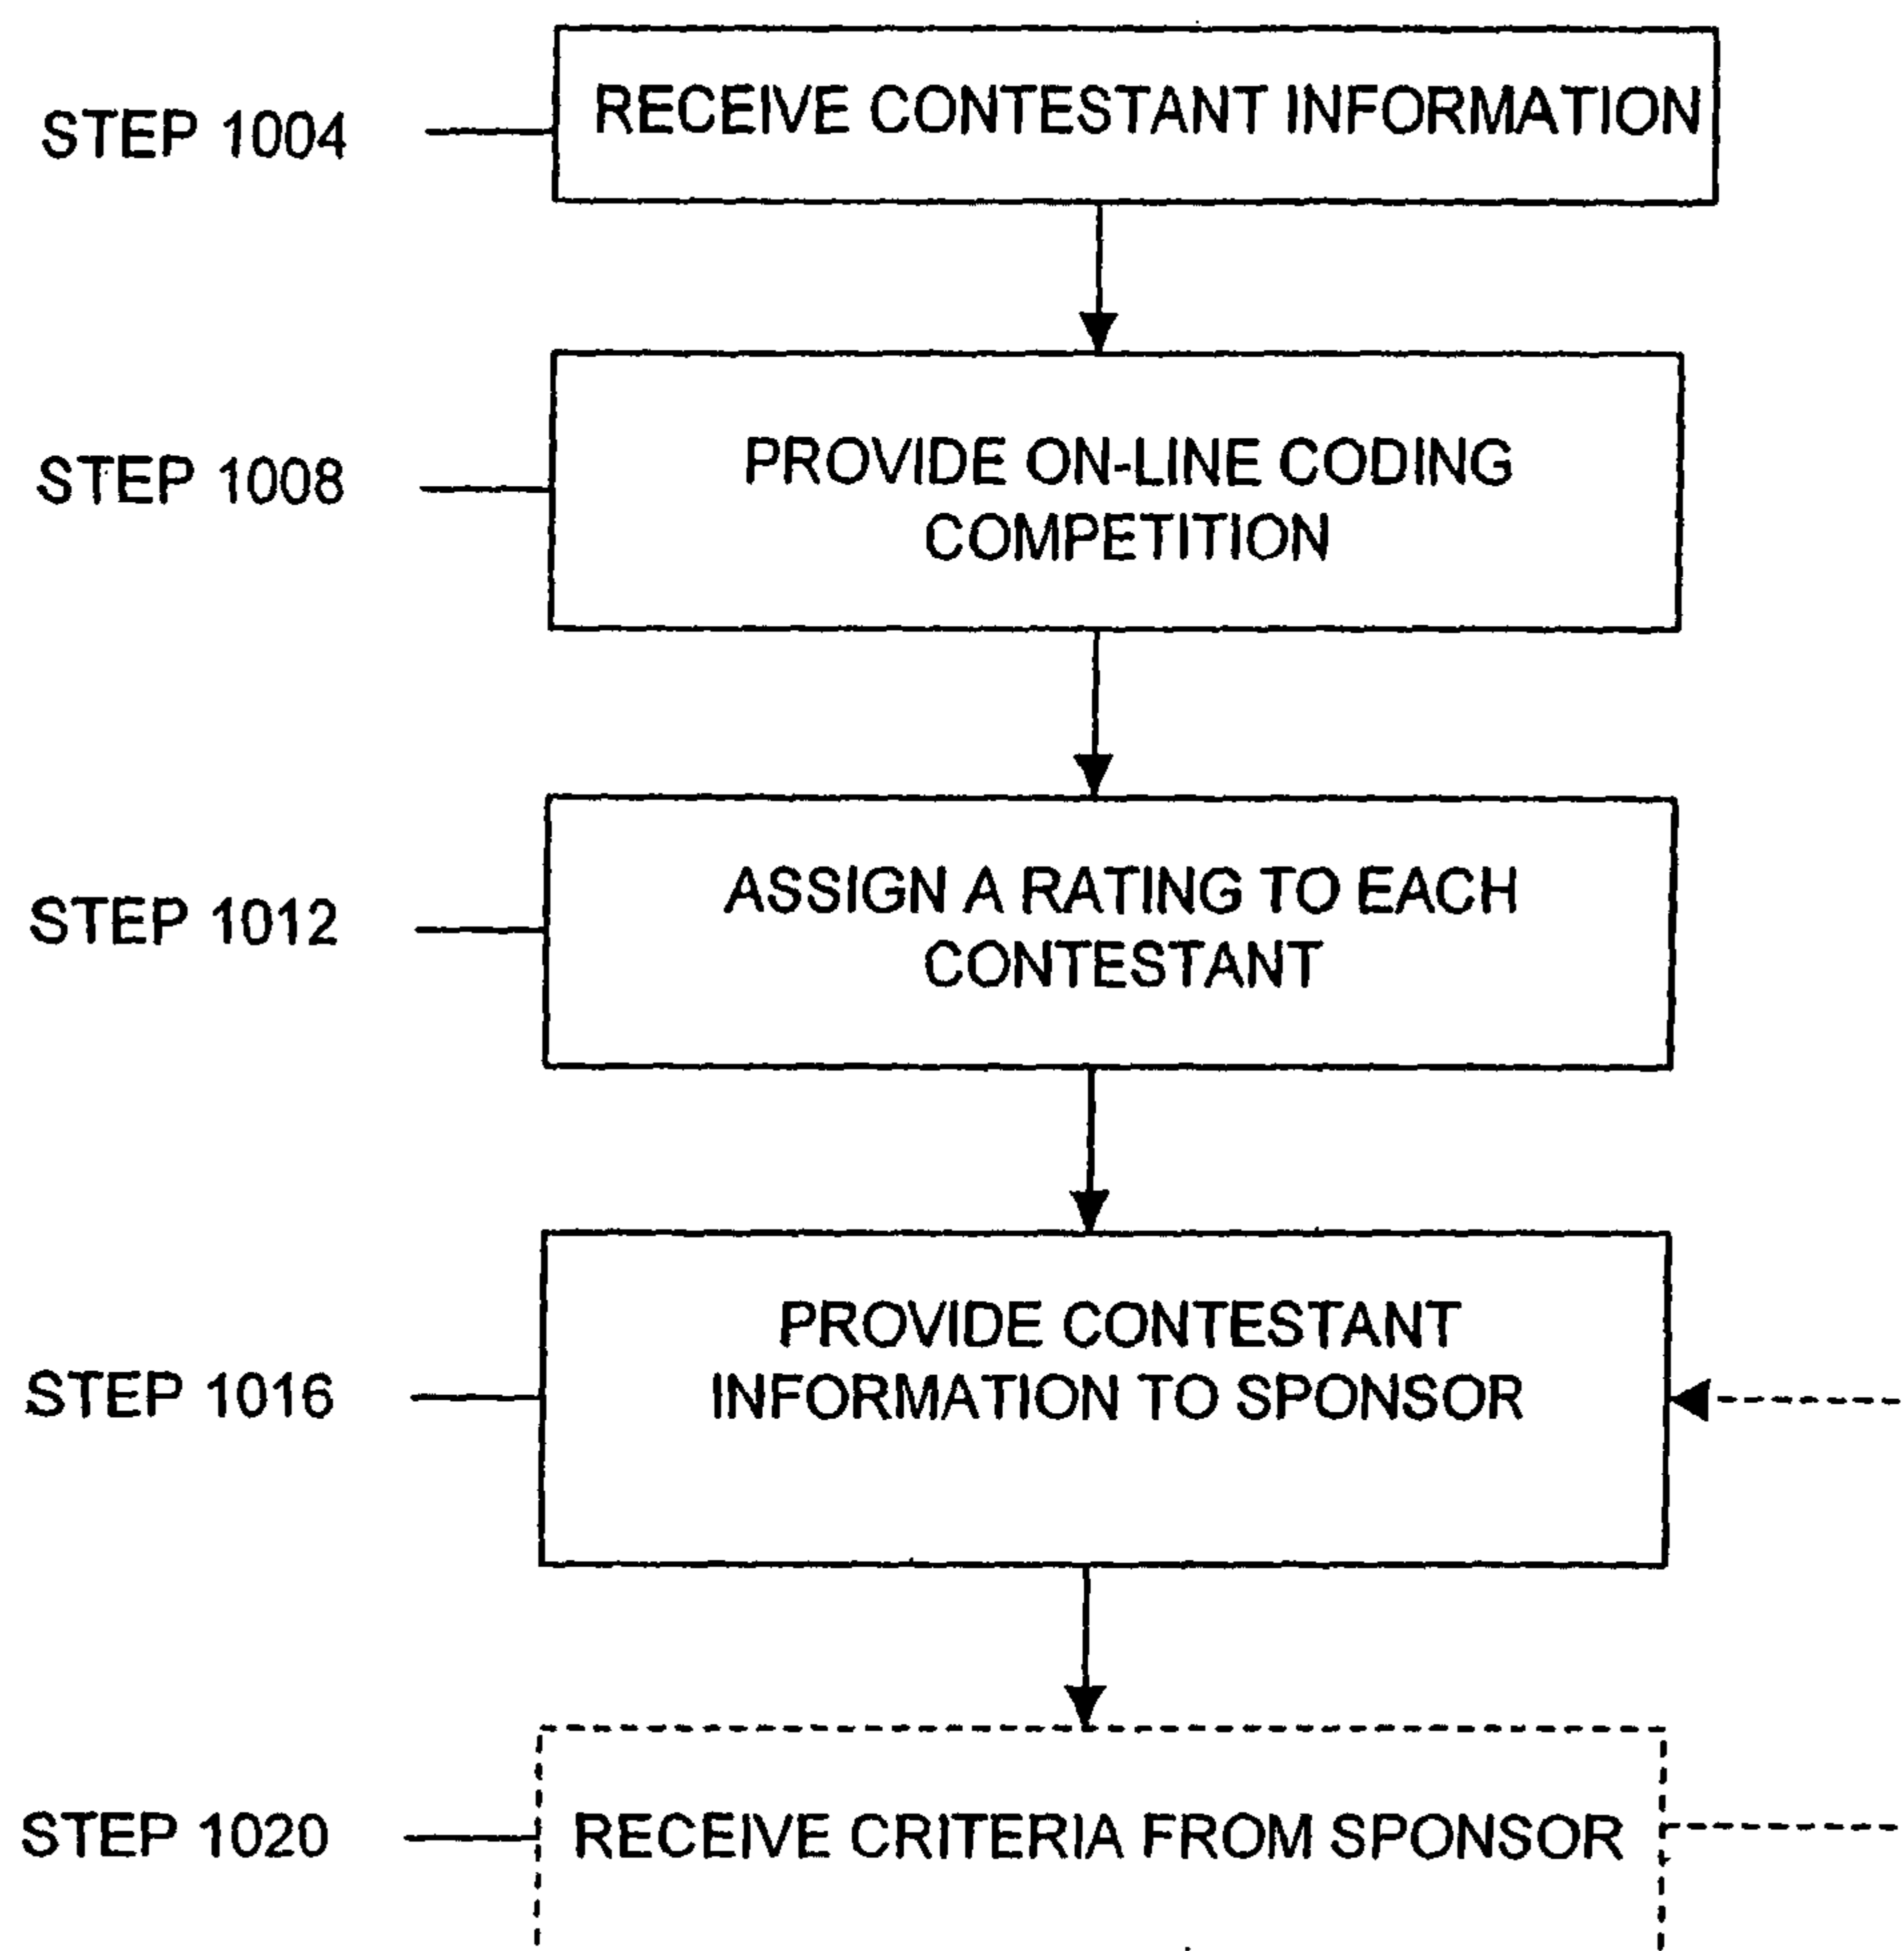 STEP 1004
RECEIVE CONTESTANT INFORMATION
STEP 1008
PROVIDE ON-LINE CODING
COMPETITION
STEP 1012
ASSIGN A RATING TO EACH
CONTESTANT
STEP 1016
PROVIDE CONTESTANT
INFORMATION TO SPONSOR
STEP 1020
RECEIVE CRITERIA FROM SPONSOR